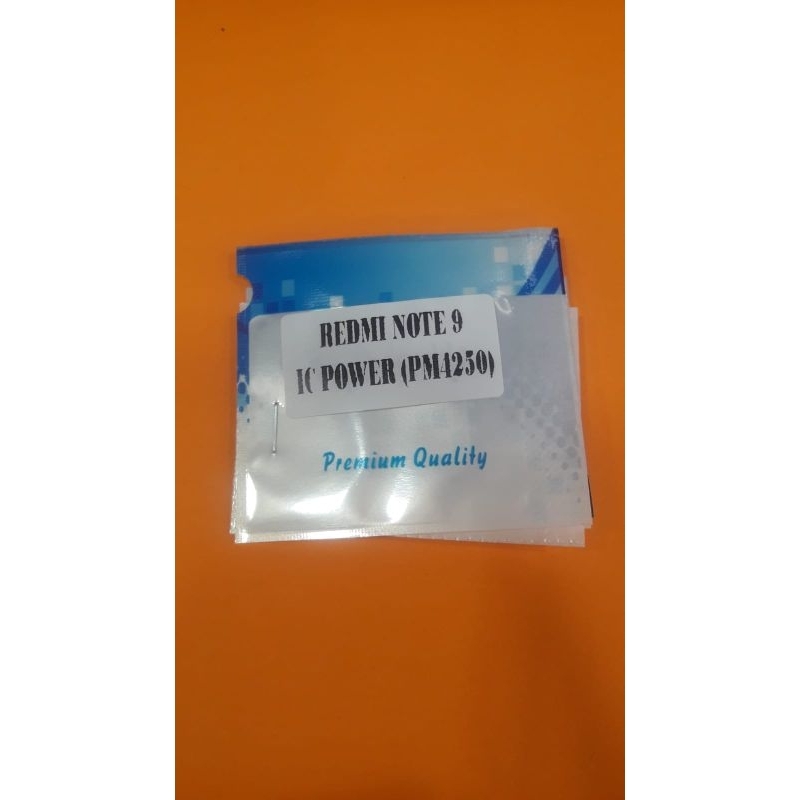 REDMI NOTE 9
IC POWER (PM4250)
Premium Quality